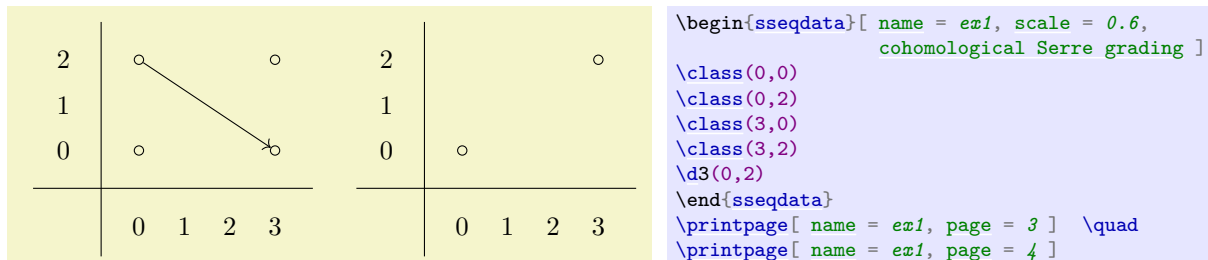 2
1
0
0 1 2 3
2
1
0
0 1 2 3
\begin{sseqdata}[ name = ex1, scale = 0.6,
cohomological Serre grading ]
\class(0,0)
\class(0,2)
\class(3,0)
\class(3,2)
\d3(0,2)
\end{sseqdata}
\printpage[ name = ex1, page = 3 ] \quad
\printpage[ name = ex1, page = 4 ]